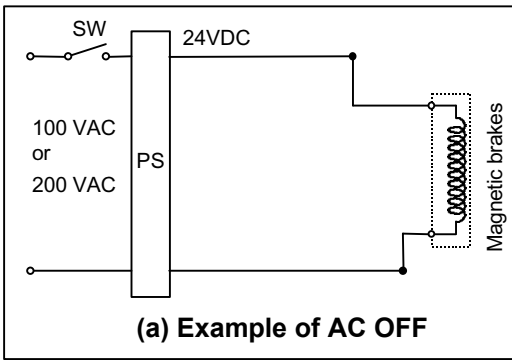 SW
24VDC
100 VAC
or
200 VAC
PS
Magnetic brakes
(a) Example of AC OFF